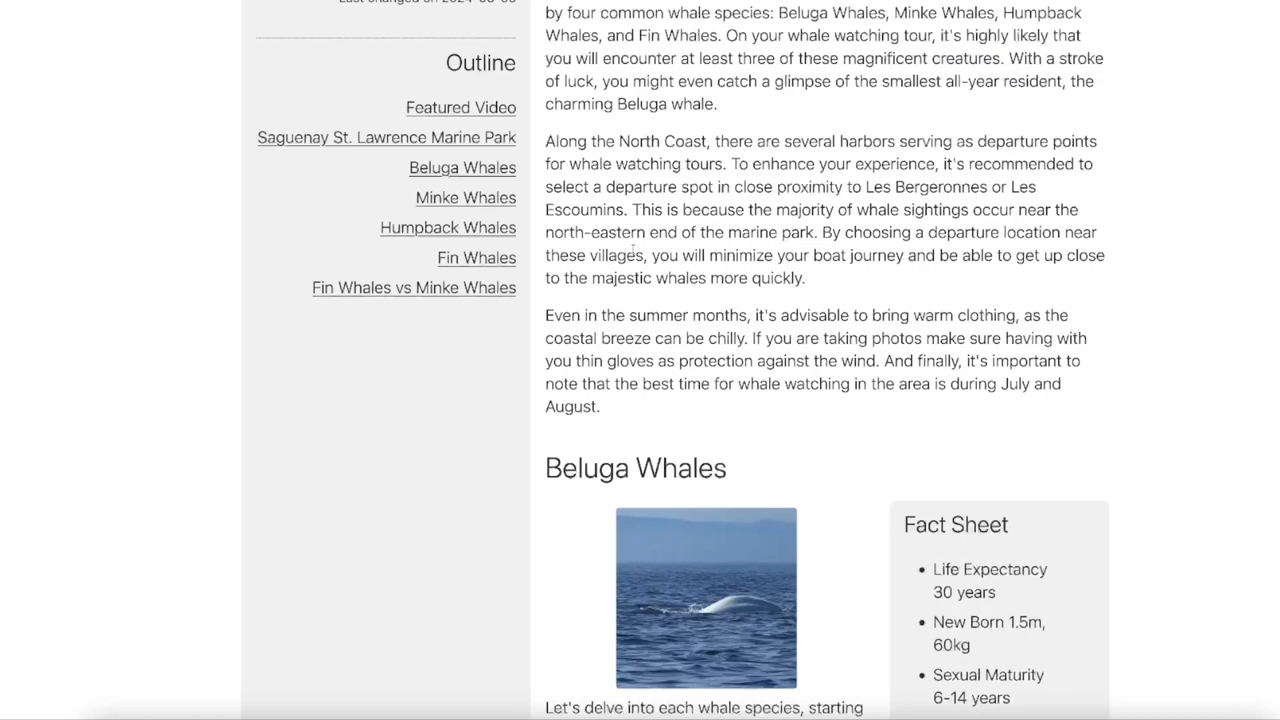 Outline
Featured Video
Saguenay St. Lawrence Marine Park
Beluga Whales
Minke Whales
Humpback Whales
Fin Whales
Fin Whales vs Minke Whales
by four common whale species: Beluga Whales, Minke Whales, Humpback
Whales, and Fin Whales. On your whale watching tour, it's highly likely that
you will encounter at least three of these magnificent creatures. With a stroke
of luck, you might even catch a glimpse of the smallest all-year resident, the
charming Beluga whale.
Along the North Coast, there are several harbors serving as departure points
for whale watching tours. To enhance your experience, it's recommended to
select a departure spot in close proximity to Les Bergeronnes or Les
Escoumins. This is because the majority of whale sightings occur near the
north-eastern end of the marine park. By choosing a departure location near
these villages, you will minimize your boat journey and be able to get up close
to the majestic whales more quickly.
Even in the summer months, it's advisable to bring warm clothing, as the
coastal breeze can be chilly. If you are taking photos make sure having with
you thin gloves as protection against the wind. And finally, it's important to
note that the best time for whale watching in the area is during July and
August.
Beluga Whales
Let's delve into each whale species, starting
Fact Sheet
• Life Expectancy
30 years
• New Born 1.5m,
60kg
• Sexual Maturity
6-14 years